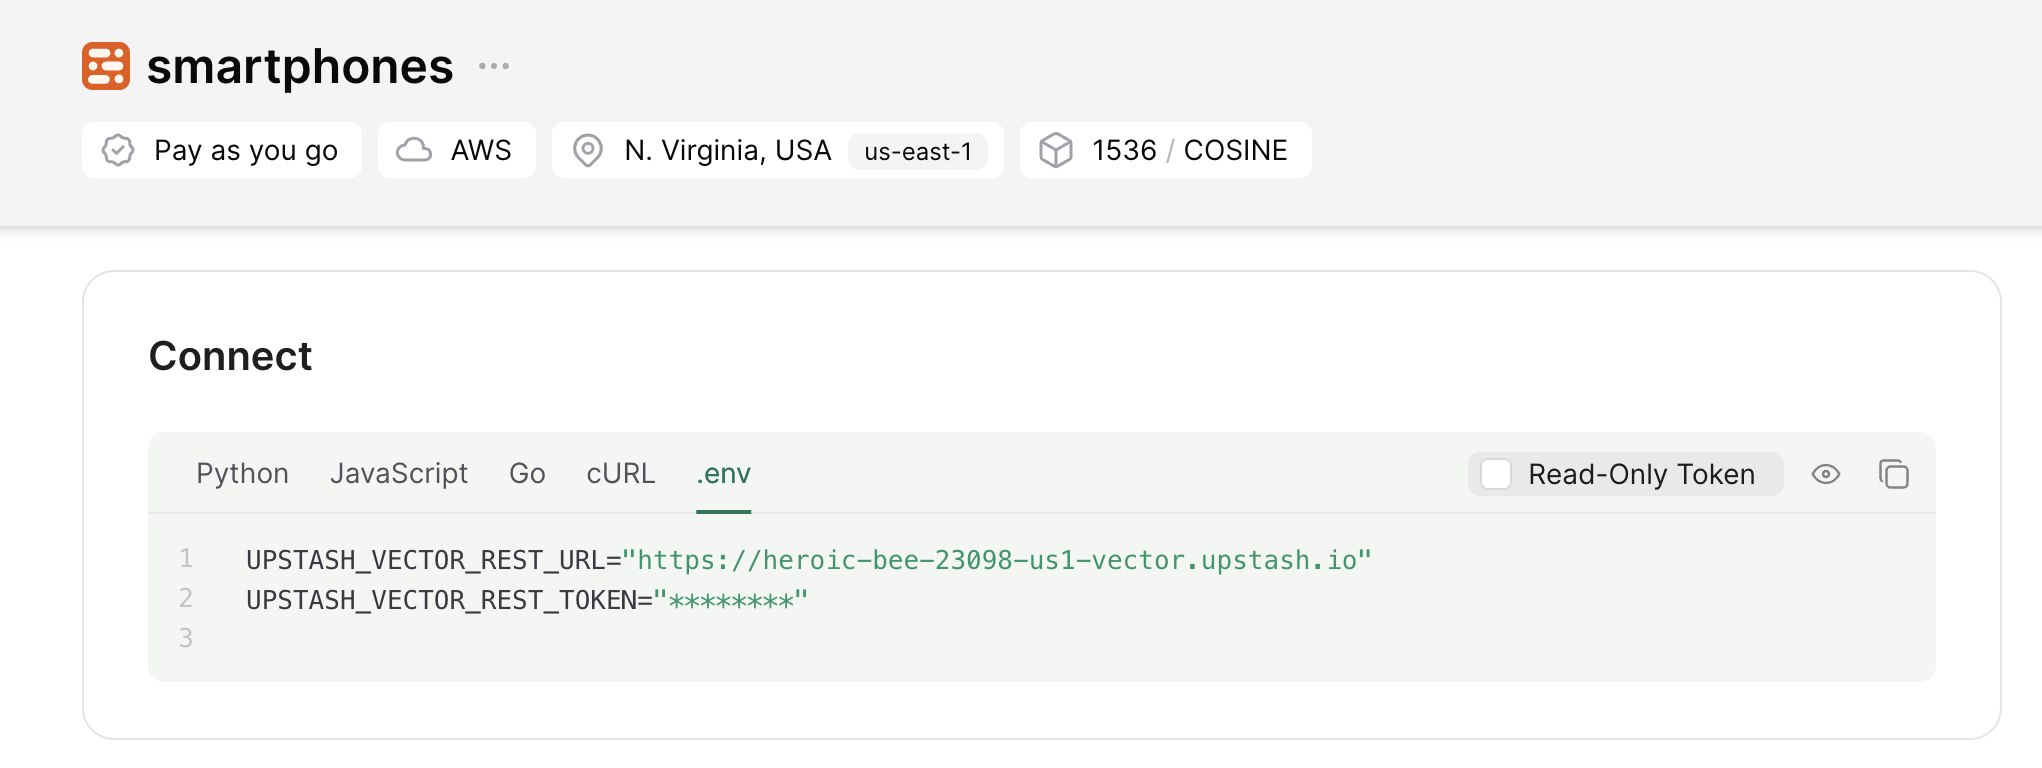 smartphones ...
Pay as you go AWS N. Virginia, USA us-east-1 1536 / COSINE
Connect
Python JavaScript Go cURL .env Read-Only Token
1 UPSTASH_VECTOR_REST_URL="https://heroic-bee-23098-us1-vector.upstash.io"
2 UPSTASH_VECTOR_REST_TOKEN="********"
3